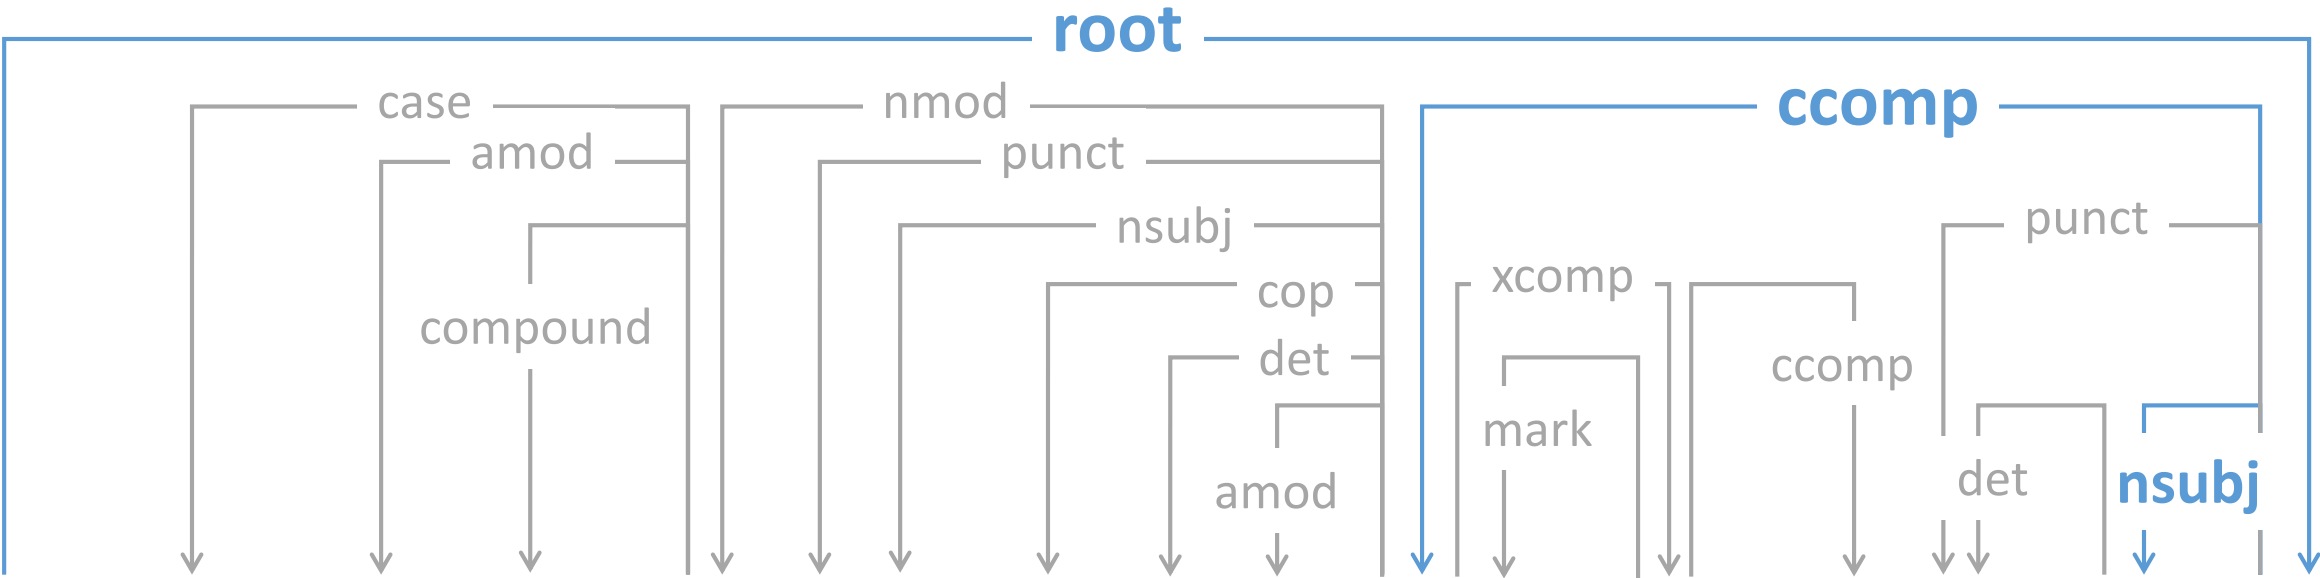 root
case
nmod
ccomp
amod
punct
nsubj
punct
cop
xcomp
compound
det
ccomp
mark
amod
det
nsubj